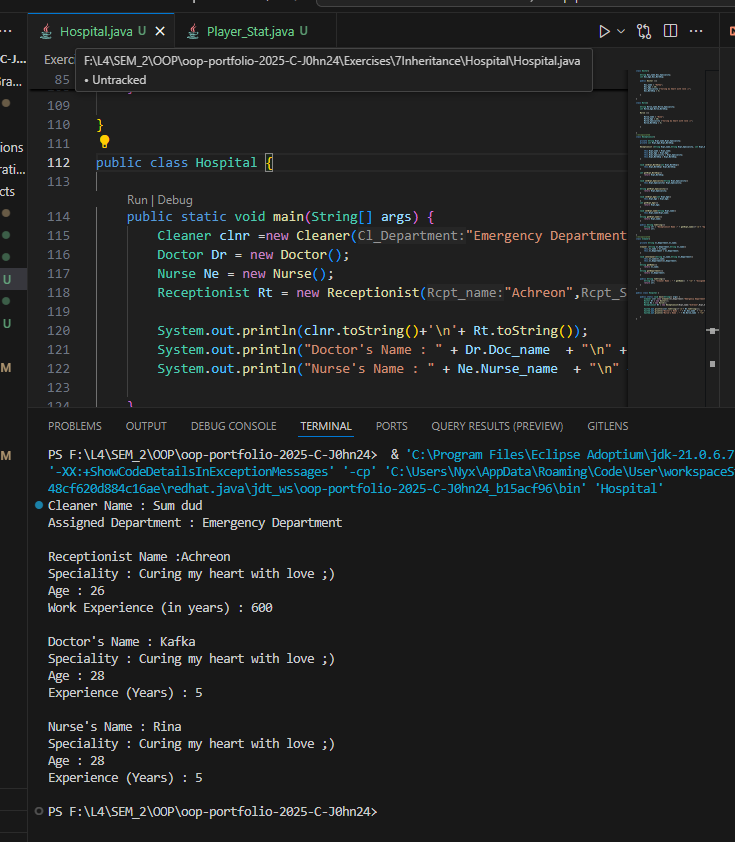 Hospital.java U
Player_Stat.java U
C-J...
Exerc
F:\L4\SEM_2\OOP\oop-portfolio-2025-C-J0hn24\Exercises\7Inheritance\Hospital\Hospital.java
• Untracked
85
109
110 }
111
112 public class Hospital {
113
Run | Debug
114 public static void main(String[] args) {
115 Cleaner clnr =new Cleaner(Cl_Department:"Emergency Department
116 Doctor Dr = new Doctor();
117 Nurse Ne = new Nurse();
118 Receptionist Rt = new Receptionist(Rcpt_name:"Achreon",Rcpt_S
119
120 System.out.println(clnr.toString()+'\n'+ Rt.toString());
121 System.out.println("Doctor's Name : " + Dr.Doc_name + "\n" +
122 System.out.println("Nurse's Name : " + Ne.Nurse_name + "\n"
123
124 }
ions
rati...
cts
U
U
M
M
PROBLEMS OUTPUT DEBUG CONSOLE TERMINAL PORTS QUERY RESULTS (PREVIEW) GITLENS
PS F:\L4\SEM_2\OOP\oop-portfolio-2025-C-J0hn24> & 'C:\Program Files\Eclipse Adoptium\jdk-21.0.6.7
'-XX:+ShowCodeDetailsInExceptionMessages' '-cp' 'C:\Users\Nyx\AppData\Roaming\Code\User\workspaceS
48cf620d884c16ae\redhat.java\jdt_ws\oop-portfolio-2025-C-J0hn24_b15acf96\bin' 'Hospital'
Cleaner Name : Sum dud
Assigned Department : Emergency Department
Receptionist Name :Achreon
Speciality : Curing my heart with love ;)
Age : 26
Work Experience (in years) : 600
Doctor's Name : Kafka
Speciality : Curing my heart with love ;)
Age : 28
Experience (Years) : 5
Nurse's Name : Rina
Speciality : Curing my heart with love ;)
Age : 28
Experience (Years) : 5
PS F:\L4\SEM_2\OOP\oop-portfolio-2025-C-J0hn24>